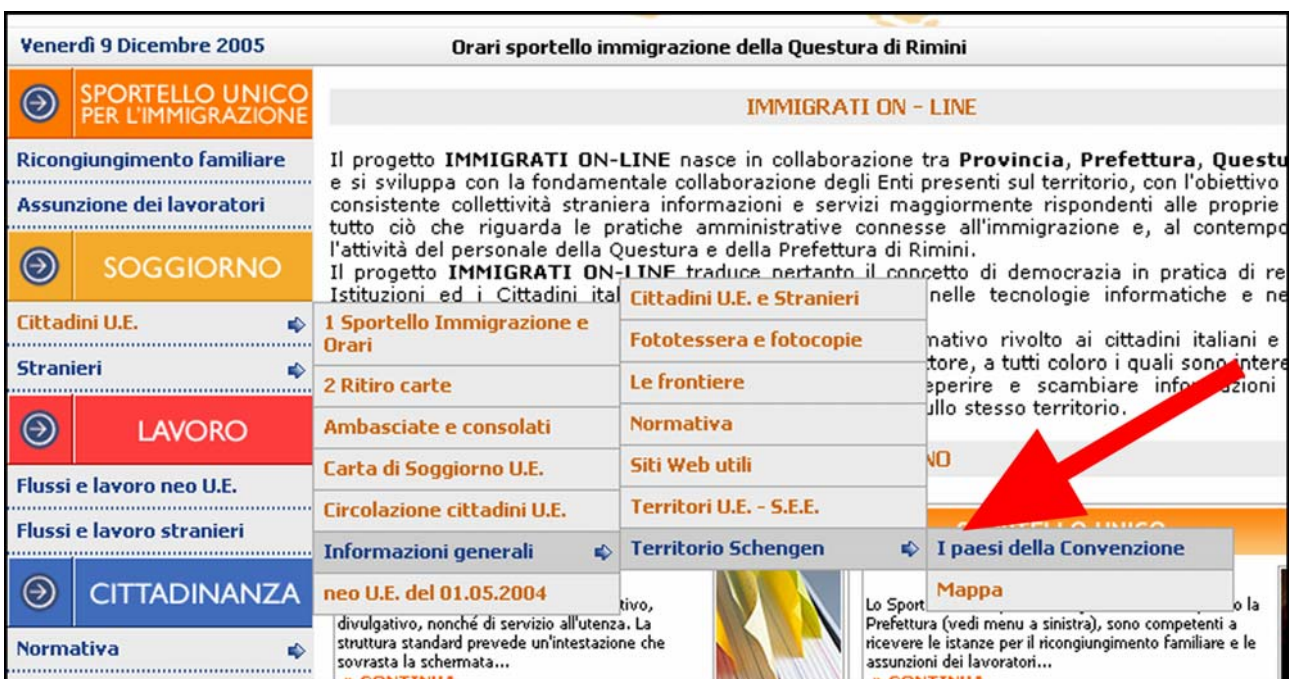 Venerdì 9 Dicembre 2005
Orari sportello immigrazione della Questura di Rimini
SPORTELLO UNICO
PER L'IMMIGRAZIONE
Ricongiungimento familiare
Assunzione dei lavoratori
SOGGIORNO
Cittadini U.E.
Stranieri
LAVORO
Flussi e lavoro neo U.E.
Flussi e lavoro stranieri
CITTADINANZA
Normativa
IMMIGRATI ON - LINE
Il progetto IMMIGRATI ON-LINE nasce in collaborazione tra Provincia, Prefettura, Questu
e si sviluppa con la fondamentale collaborazione degli Enti presenti sul territorio, con l'obiettivo
consistente collettività straniera informazioni e servizi maggiormente rispondenti alle proprie
tutto ciò che riguarda le pratiche amministrative connesse all'immigrazione e, al contempo
l'attività del personale della Questura e della Prefettura di Rimini.
Il progetto IMMIGRATI ON-LINE traduce pertanto il concetto di democrazia in pratica di re
Istituzioni ed i Cittadini ita nelle tecnologie informatiche e ne
mativo rivolto ai cittadini italiani e
tore, a tutti coloro i quali sono intere
eperire e scambiare informazioni
ullo stesso territorio.
1 Sportello Immigrazione e
Orari
2 Ritiro carte
Ambasciate e consolati
Carta di Soggiorno U.E.
Circolazione cittadini U.E.
Informazioni generali
neo U.E. del 01.05.2004
Cittadini U.E. e Stranieri
Fototessera e fotocopie
Le frontiere
Normativa
Siti Web utili
Territori U.E. - S.E.E.
Territorio Schengen
NO
I paesi della Convenzione
Mappa
tivo,
divulgativo, nonché di servizio all'utenza. La
struttura standard prevede un'intestazione che
sovrasta la schermata...
Lo Sport o la
Prefettura (vedi menu a sinistra), sono competenti a
ricevere le istanze per il ricongiungimento familiare e le
assunzioni dei lavoratori...